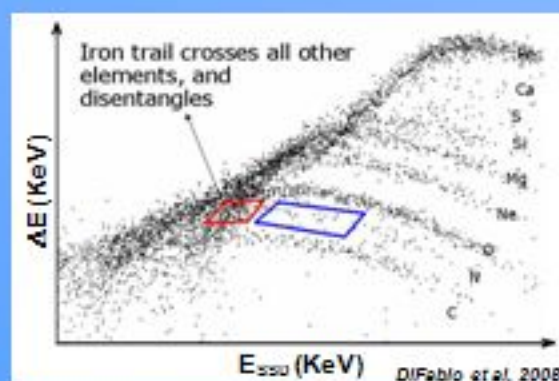 Iron trail crosses all other
elements, and
disentangles
Fe
Ca
S
Si
Mg
Ne
O
N
C
ΔE (KeV)
E_SSD (KeV)
DiFabio et al. 2008